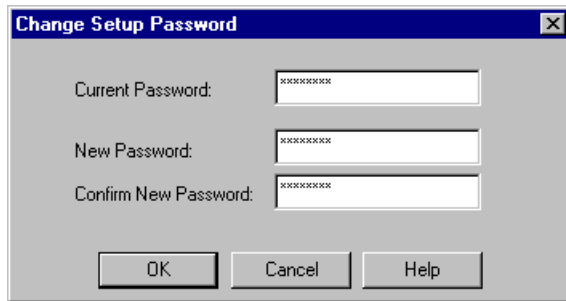 Change Setup Password
Current Password: ********
New Password: ********
Confirm New Password: ********
OK Cancel Help